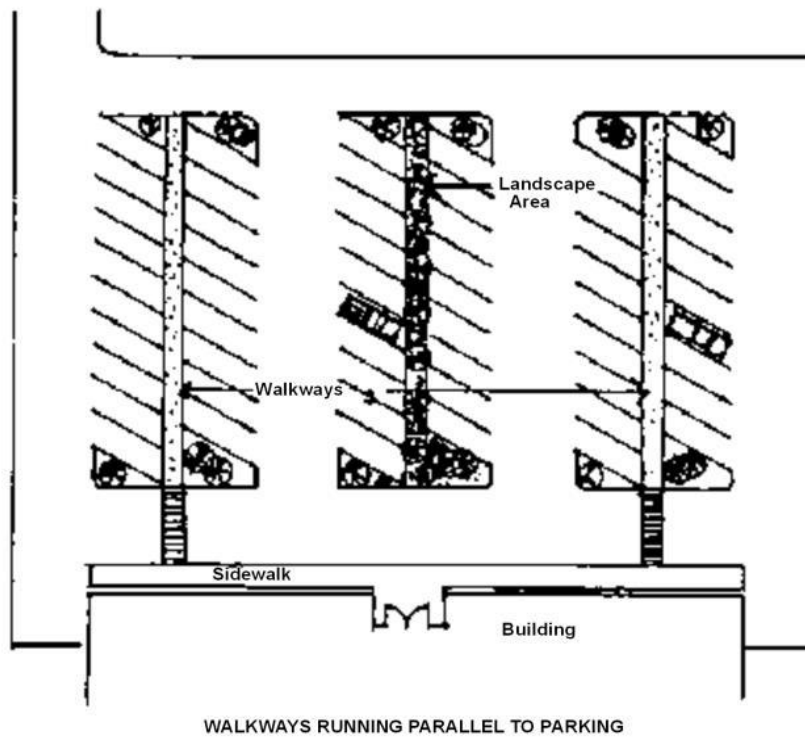 Landscape
Area
Walkways
Sidewalk
Building
WALKWAYS RUNNING PARALLEL TO PARKING